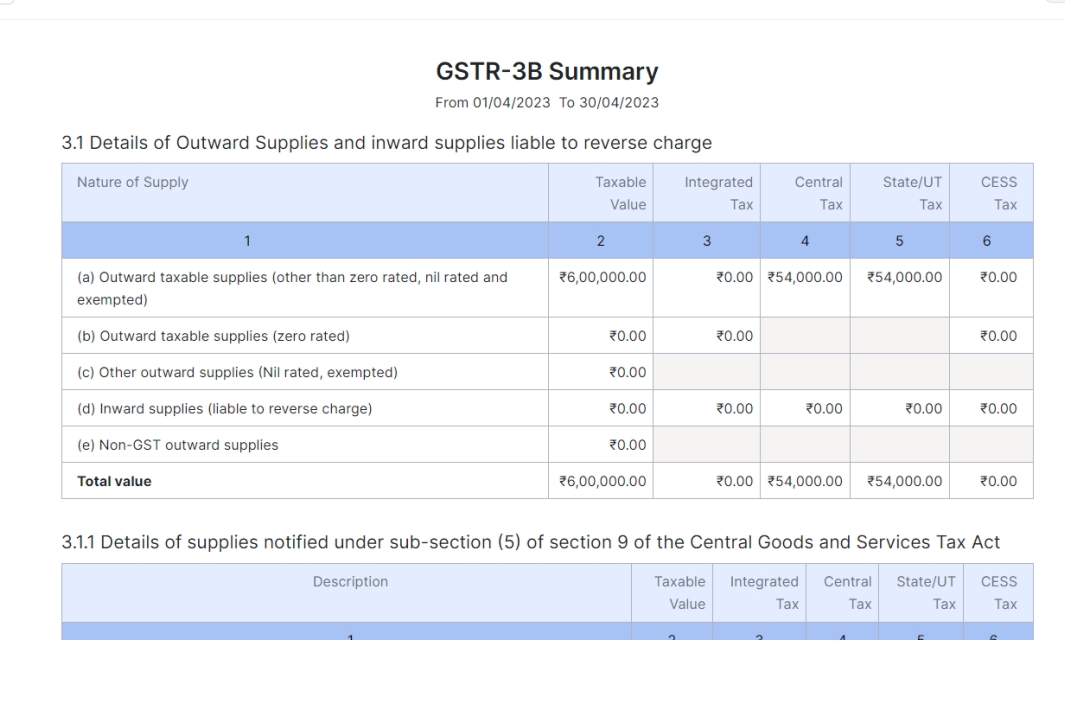 GSTR-3B Summary
From 01/04/2023 To 30/04/2023
3.1 Details of Outward Supplies and inward supplies liable to reverse charge
Nature of Supply Taxable Value Integrated Tax Central Tax State/UT Tax CESS Tax
1 2 3 4 5 6
(a) Outward taxable supplies (other than zero rated, nil rated and ₹6,00,000.00 ₹0.00 ₹54,000.00 ₹54,000.00 ₹0.00
exempted)
(b) Outward taxable supplies (zero rated) ₹0.00 ₹0.00 ₹0.00
(c) Other outward supplies (Nil rated, exempted) ₹0.00
(d) Inward supplies (liable to reverse charge) ₹0.00 ₹0.00 ₹0.00 ₹0.00 ₹0.00
(e) Non-GST outward supplies ₹0.00
Total value ₹6,00,000.00 ₹0.00 ₹54,000.00 ₹54,000.00 ₹0.00
3.1.1 Details of supplies notified under sub-section (5) of section 9 of the Central Goods and Services Tax Act
Description Taxable Value Integrated Tax Central Tax State/UT Tax CESS Tax
1 2 3 4 5 6